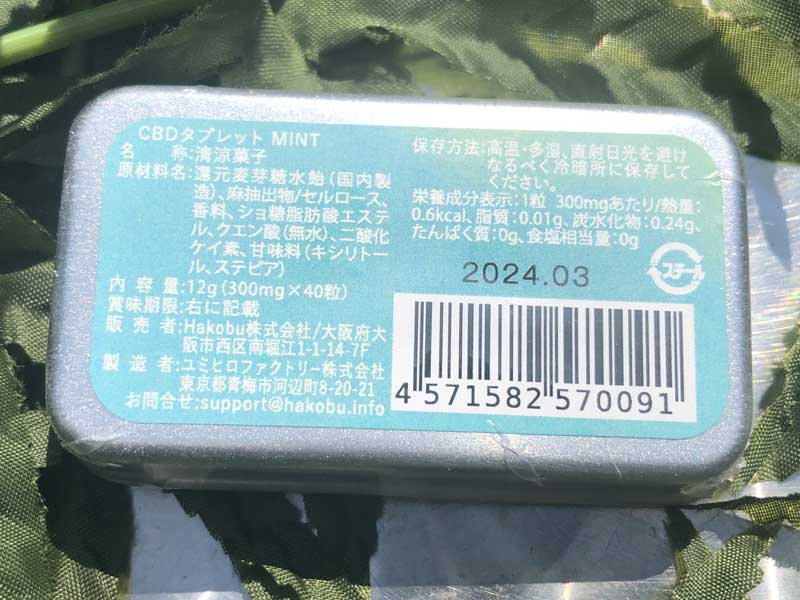 CBDタブレット MINT
名　　称:清涼菓子
原材料名:還元麦芽糖水飴(国内製
造)、麻抽出物/セルロース、
香料、ショ糖脂肪酸エステ
ル、クエン酸(無水)、二酸化
ケイ素、甘味料(キシリトー
ル、ステビア)
内 容 量:12g(300mg×40粒)
賞味期限:右に記載
販 売 者:Hakobu株式会社/大阪府大
阪市西区南堀江1-1-14-7F
製 造 者:ユミヒロファクトリー株式会社
東京都青梅市河辺町8-20-21
お問合せ:support@hakobu.info
保存方法:高温・多湿、直射日光を避け
なるべく冷暗所に保存して
ください。
栄養成分表示:1粒 300mgあたり/熱量:
0.6kcal、脂質:0.01g、炭水化物:0.24g、
たんぱく質:0g、食塩相当量:0g
スチール
2024.03
4 571582 570091